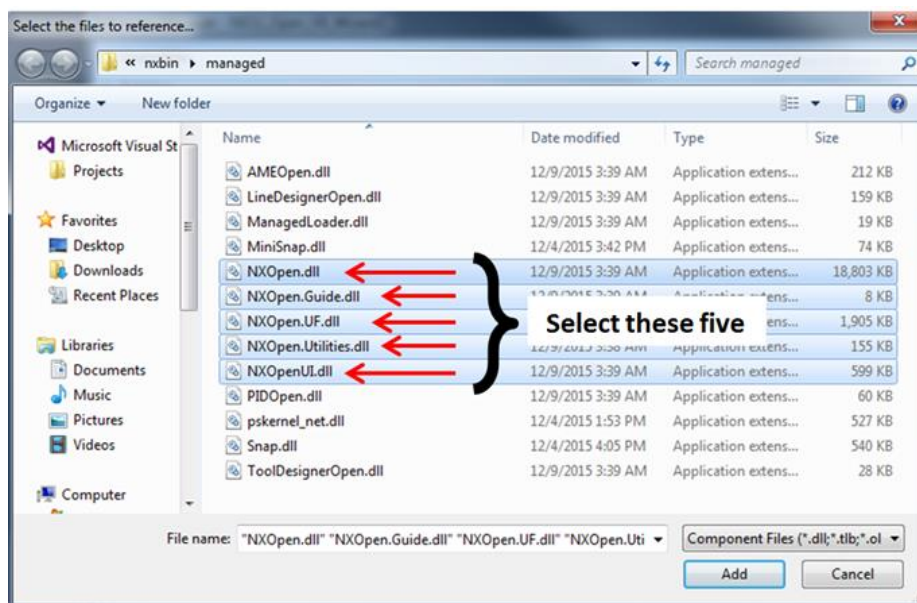 Select the files to reference...
« nxbin ▸ managed
Search managed
Organize
New folder
Name Date modified Type Size
Microsoft Visual St
Projects
Favorites
Desktop
Downloads
Recent Places
Libraries
Documents
Music
Pictures
Videos
Computer
AMEOpen.dll 12/9/2015 3:39 AM Application extens... 212 KB
LineDesignerOpen.dll 12/9/2015 3:39 AM Application extens... 159 KB
ManagedLoader.dll 12/9/2015 3:39 AM Application extens... 19 KB
MiniSnap.dll 12/4/2015 3:42 PM Application extens... 74 KB
NXOpen.dll 12/9/2015 3:39 AM Application extens... 18,803 KB
NXOpen.Guide.dll 8 KB
NXOpen.UF.dll ens... 1,905 KB
NXOpen.Utilities.dll 155 KB
NXOpenUI.dll 12/9/2015 3:39 AM Application extens... 599 KB
PIDOpen.dll 12/9/2015 3:39 AM Application extens... 60 KB
pskernel_net.dll 12/4/2015 1:53 PM Application extens... 527 KB
Snap.dll 12/4/2015 4:05 PM Application extens... 540 KB
ToolDesignerOpen.dll 12/9/2015 3:39 AM Application extens... 28 KB
Select these five
File name: "NXOpen.dll" "NXOpen.Guide.dll" "NXOpen.UF.dll" "NXOpen.Uti
Component Files (*.dll;*.tlb;*.ol
Add
Cancel